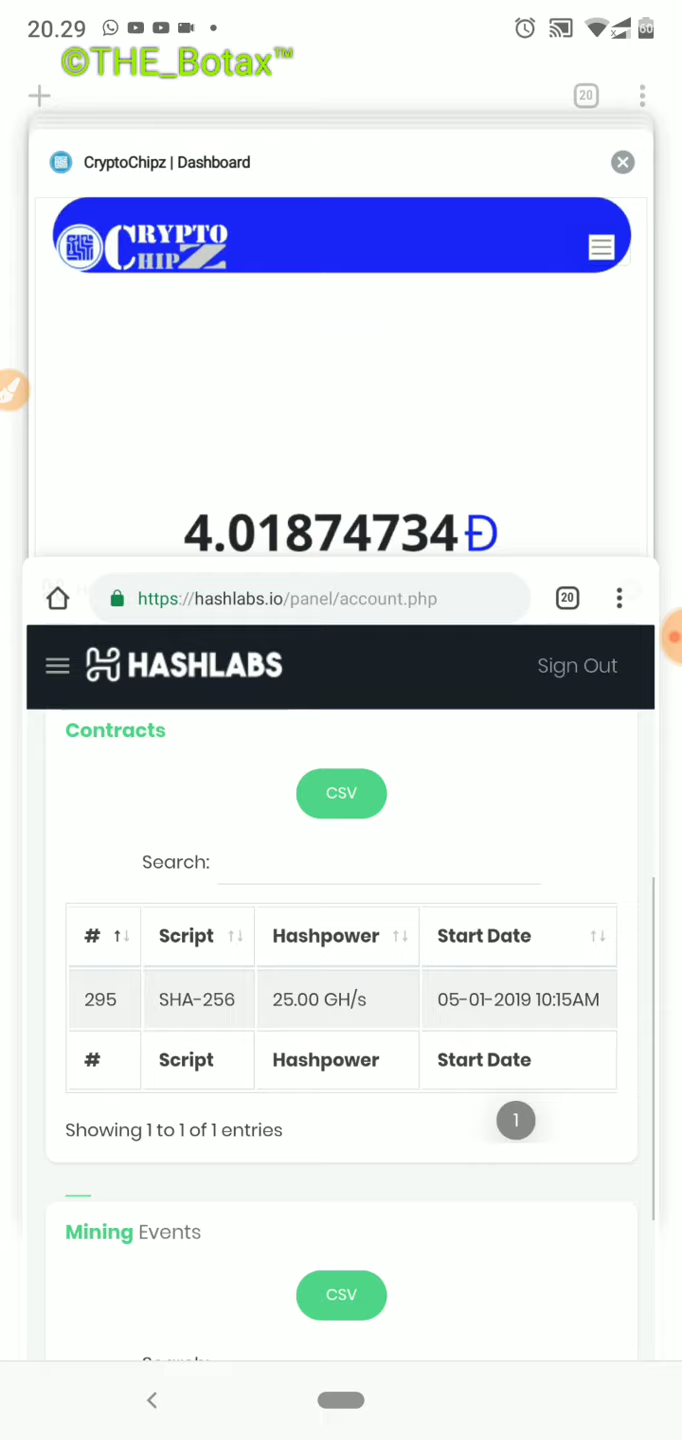 20.29
60
©THE_Botax™
20
CryptoChipz | Dashboard
CRYPTO
CHIPZ
4.01874734Ð
https://hashlabs.io/panel/account.php
20
HASHLABS
Sign Out
Contracts
CSV
Search:
# Script Hashpower Start Date
295 SHA-256 25.00 GH/s 05-01-2019 10:15AM
# Script Hashpower Start Date
1
Showing 1 to 1 of 1 entries
Mining Events
CSV